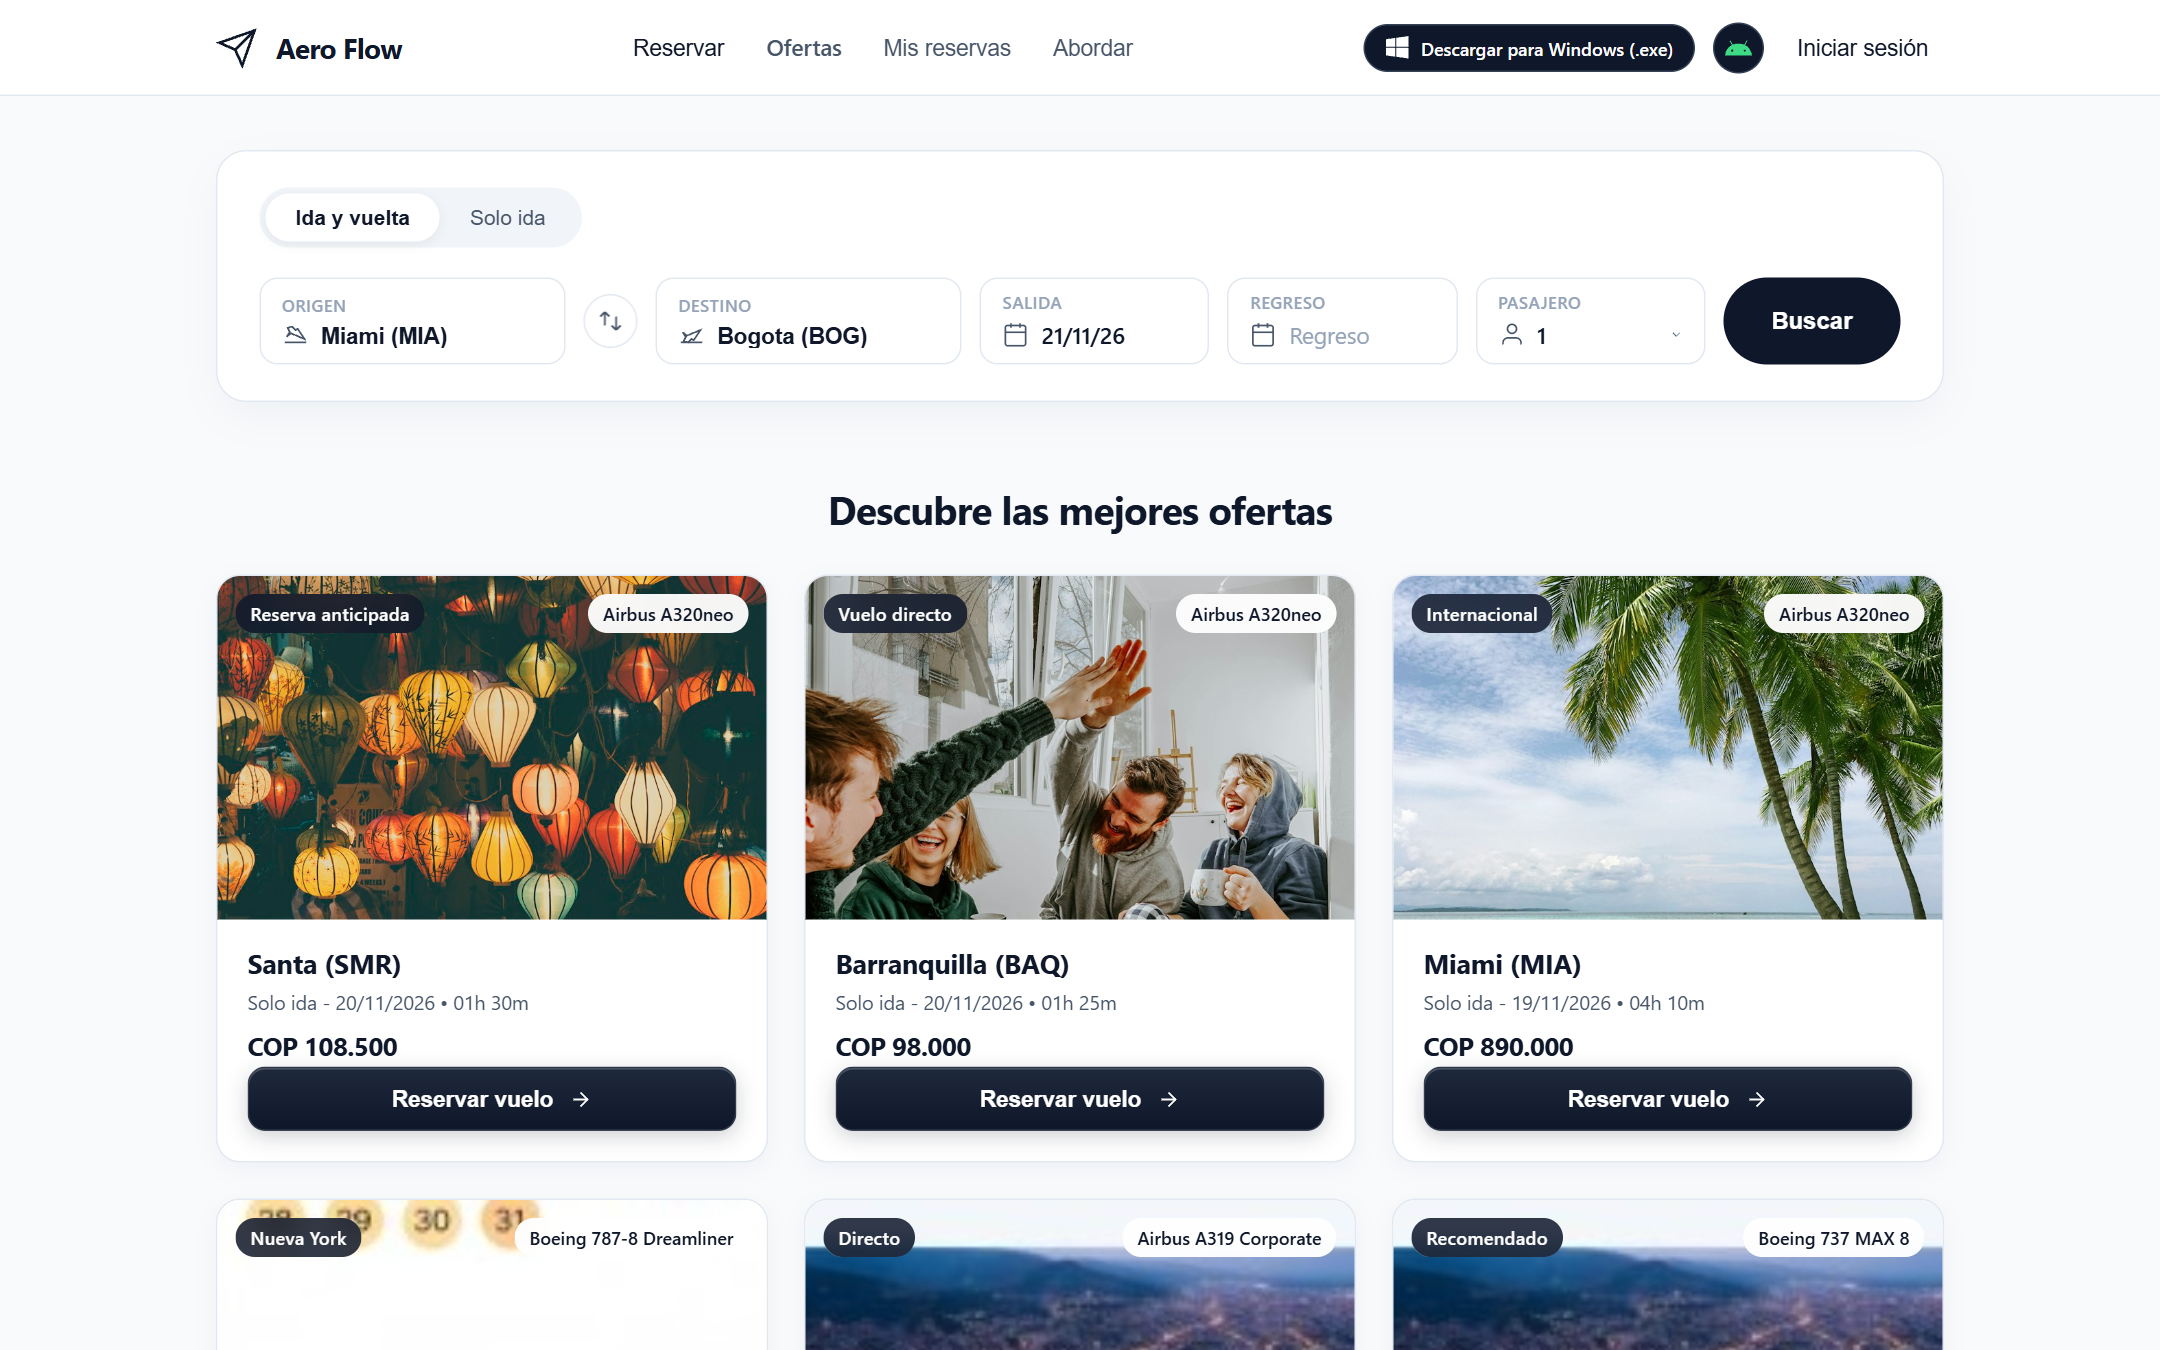 Aero Flow
Reservar
Ofertas
Mis reservas
Abordar
Descargar para Windows (.exe)
Iniciar sesión
Ida y vuelta
Solo ida
ORIGEN
Miami (MIA)
DESTINO
Bogota (BOG)
SALIDA
21/11/26
REGRESO
Regreso
PASAJERO
1
Buscar
Descubre las mejores ofertas
Reserva anticipada
Airbus A320neo
Santa (SMR)
Solo ida - 20/11/2026 • 01h 30m
COP 108.500
Reservar vuelo →
Vuelo directo
Airbus A320neo
Barranquilla (BAQ)
Solo ida - 20/11/2026 • 01h 25m
COP 98.000
Reservar vuelo →
Internacional
Airbus A320neo
Miami (MIA)
Solo ida - 19/11/2026 • 04h 10m
COP 890.000
Reservar vuelo →
30
31
Nueva York
Boeing 787-8 Dreamliner
Directo
Airbus A319 Corporate
Recomendado
Boeing 737 MAX 8